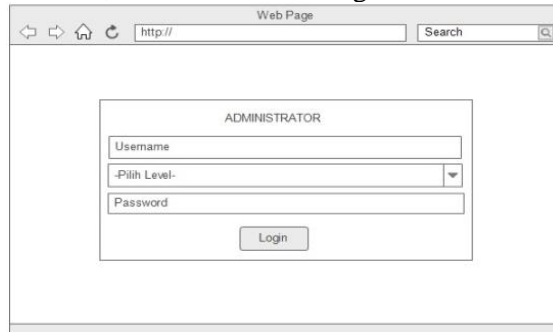 Web Page
http://
Search
ADMINISTRATOR
Username
-Pilih Level-
Password
Login